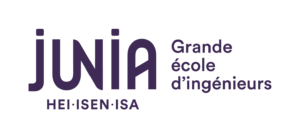 JUNIA
HEI·ISEN·ISA
Grande
école
d'ingénieurs